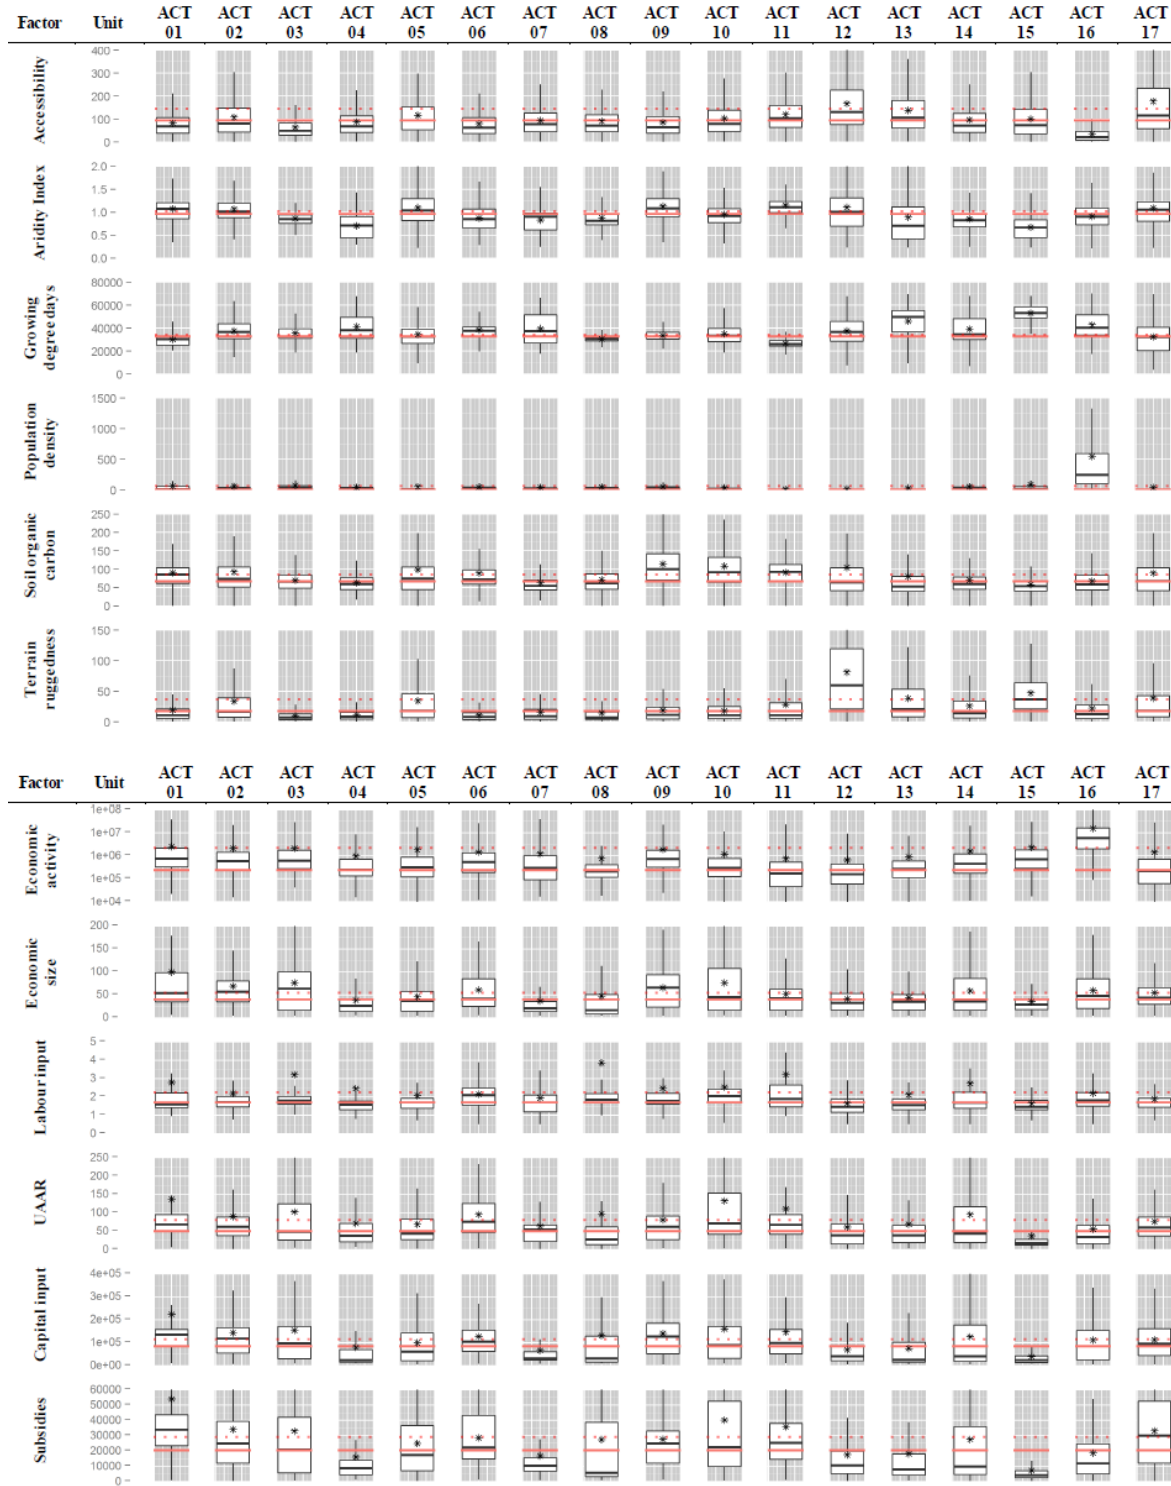 Factor Unit ACT 01 ACT 02 ACT 03 ACT 04 ACT 05 ACT 06 ACT 07 ACT 08 ACT 09 ACT 10 ACT 11 ACT 12 ACT 13 ACT 14 ACT 15 ACT 16 ACT 17
Accessibility
400
300
200
100
0
Aridity Index
2.0
1.5
1.0
0.5
0.0
Growing
degree days
80000
60000
40000
20000
0
Population
density
1500
1000
500
0
Soil organic
carbon
250
200
150
100
50
0
Terrain
ruggedness
150
100
50
0
Factor Unit ACT 01 ACT 02 ACT 03 ACT 04 ACT 05 ACT 06 ACT 07 ACT 08 ACT 09 ACT 10 ACT 11 ACT 12 ACT 13 ACT 14 ACT 15 ACT 16 ACT 17
Economic
activity
1e+08
1e+07
1e+06
1e+05
1e+04
Economic
size
200
150
100
50
0
Labour input
5
4
3
2
1
0
UAAR
250
200
150
100
50
0
Capital input
4e+05
3e+05
2e+05
1e+05
0e+00
Subsidies
60000
50000
40000
30000
20000
10000
0